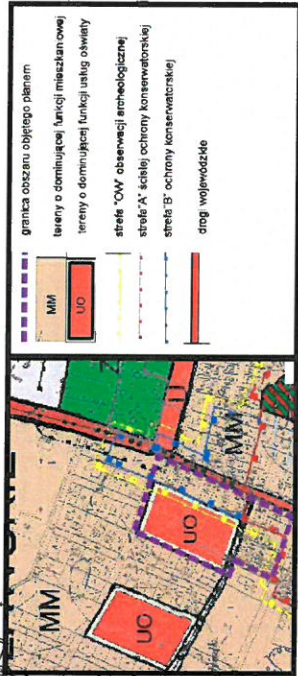 granica obszaru objętego planem
tereny o dominującej funkcji mieszkaniowej
tereny o dominującej funkcji usług oświaty
strefa "OW" obserwacji archeologicznej
strefa "A" ścisłej ochrony konserwatorskiej
strefa "B" ochrony konserwatorskiej
drogi wojewódzkie
MM
UO
MM
UO
UO
MM
U